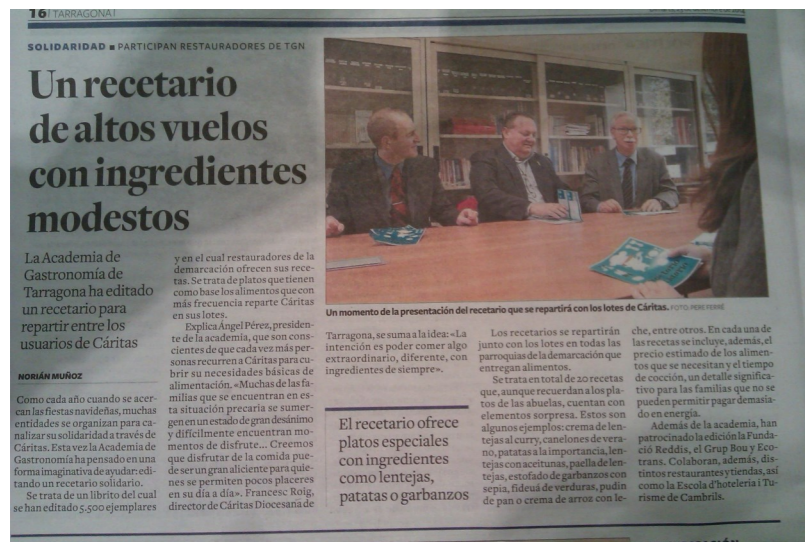 16 | TARRAGONA |
SOLIDARIDAD ■ PARTICIPAN RESTAURADORES DE TGN
Un recetario
de altos vuelos
con ingredientes
modestos
La Academia de
Gastronomía de
Tarragona ha editado
un recetario para
repartir entre los
usuarios de Cáritas
NORIÁN MUÑOZ
Como cada año cuando se acer-
can las fiestas navideñas, muchas
entidades se organizan para ca-
nalizar su solidaridad a través de
Cáritas. Esta vez la Academia de
Gastronomía ha pensado en una
forma imaginativa de ayudar: edi-
tando un recetario solidario.
Se trata de un librito del cual
se han editado 5.500 ejemplares
y en el cual restauradores de la
demarcación ofrecen sus rece-
tas. Se trata de platos que tienen
como base los alimentos que con
más frecuencia reparte Cáritas
en sus lotes.
Explica Ángel Pérez, presiden-
te de la academia, que son cons-
cientes de que cada vez más per-
sonas recurren a Cáritas para cu-
brir su necesidades básicas de
alimentación. «Muchas de las fa-
milias que se encuentran en es-
ta situación precaria se sumer-
gen en un estado de gran desánimo
y difícilmente encuentran mo-
mentos de disfrute... Creemos
que disfrutar de la comida pue-
de ser un gran aliciente para quie-
nes se permiten pocos placeres
en su día a día». Francesc Roig,
director de Cáritas Diocesana de
Un momento de la presentación del recetario que se repartirá con los lotes de Cáritas. FOTO: PERE FERRÉ
Tarragona, se suma a la idea: «La
intención es poder comer algo
extraordinario, diferente, con
ingredientes de siempre».
El recetario ofrece
platos especiales
con ingredientes
como lentejas,
patatas o garbanzos
Los recetarios se repartirán
junto con los lotes en todas las
parroquias de la demarcación que
entregan alimentos.
Se trata en total de 20 recetas
que, aunque recuerdan a los pla-
tos de las abuelas, cuentan con
elementos sorpresa. Estos son
algunos ejemplos: crema de len-
tejas al curry, canelones de vera-
no, patatas a la importancia, len-
tejas con aceitunas, paella de len-
tejas, estofado de garbanzos con
sepia, fideuá de verduras, pudin
de pan o crema de arroz con le-
che, entre otros. En cada una de
las recetas se incluye, además, el
precio estimado de los alimen-
tos que se necesitan y el tiempo
de cocción, un detalle significa-
tivo para las familias que no se
pueden permitir pagar demasia-
do en energía.
Además de la academia, han
patrocinado la edición la Funda-
ció Reddis, el Grup Bou y Eco-
trans. Colaboran, además, dis-
tintos restaurantes y tiendas, así
como la Escola d'hoteleria i Tu-
risme de Cambrils.